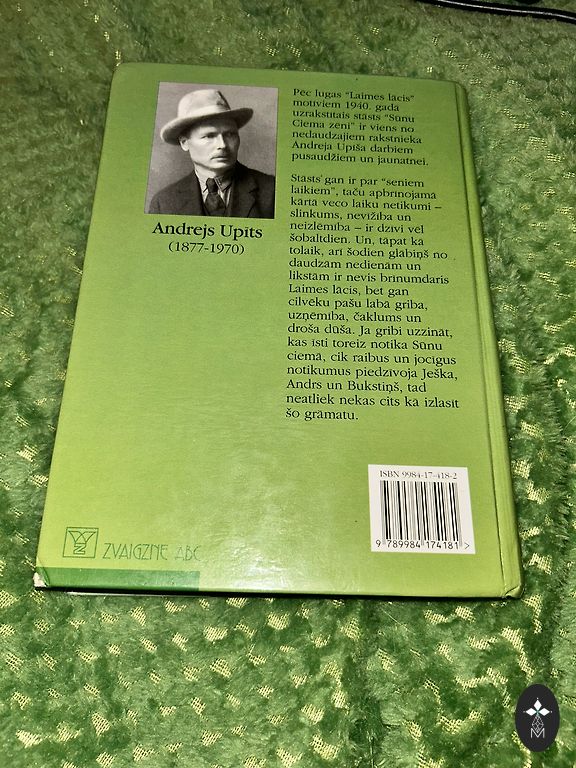 Andrejs Upīts
(1877-1970)
Pēc lugas "Laimes lācis"
motīviem 1940. gadā
uzrakstītais stāsts "Sūnu
Ciema zēni" ir viens no
nedaudzajiem rakstnieka
Andreja Upīša darbiem
pusaudžiem un jaunatnei.
Stāsts gan ir par "seniem
laikiem", taču apbrīnojamā
kārtā veco laiku netikumi –
slinkums, nevīžība un
neizlēmība – ir dzīvi vēl
šobaltdien. Un, tāpat kā
tolaik, arī šodien glābiņš no
daudzām nedienām un
likstām ir nevis brīnumdaris
Laimes lācis, bet gan
cilvēku pašu labā griba,
uzņēmība, čaklums un
droša dūša. Ja gribi uzzināt,
kas īsti toreiz notika Sūnu
ciemā, cik raibus un jocīgus
notikumus piedzīvoja Ješka,
Andrs un Bukstiņš, tad
neatliek nekas cits kā izlasīt
šo grāmatu.
ISBN 9984-17-418-2
9 789984 174181 >
ZVAIGZNE ABC
M